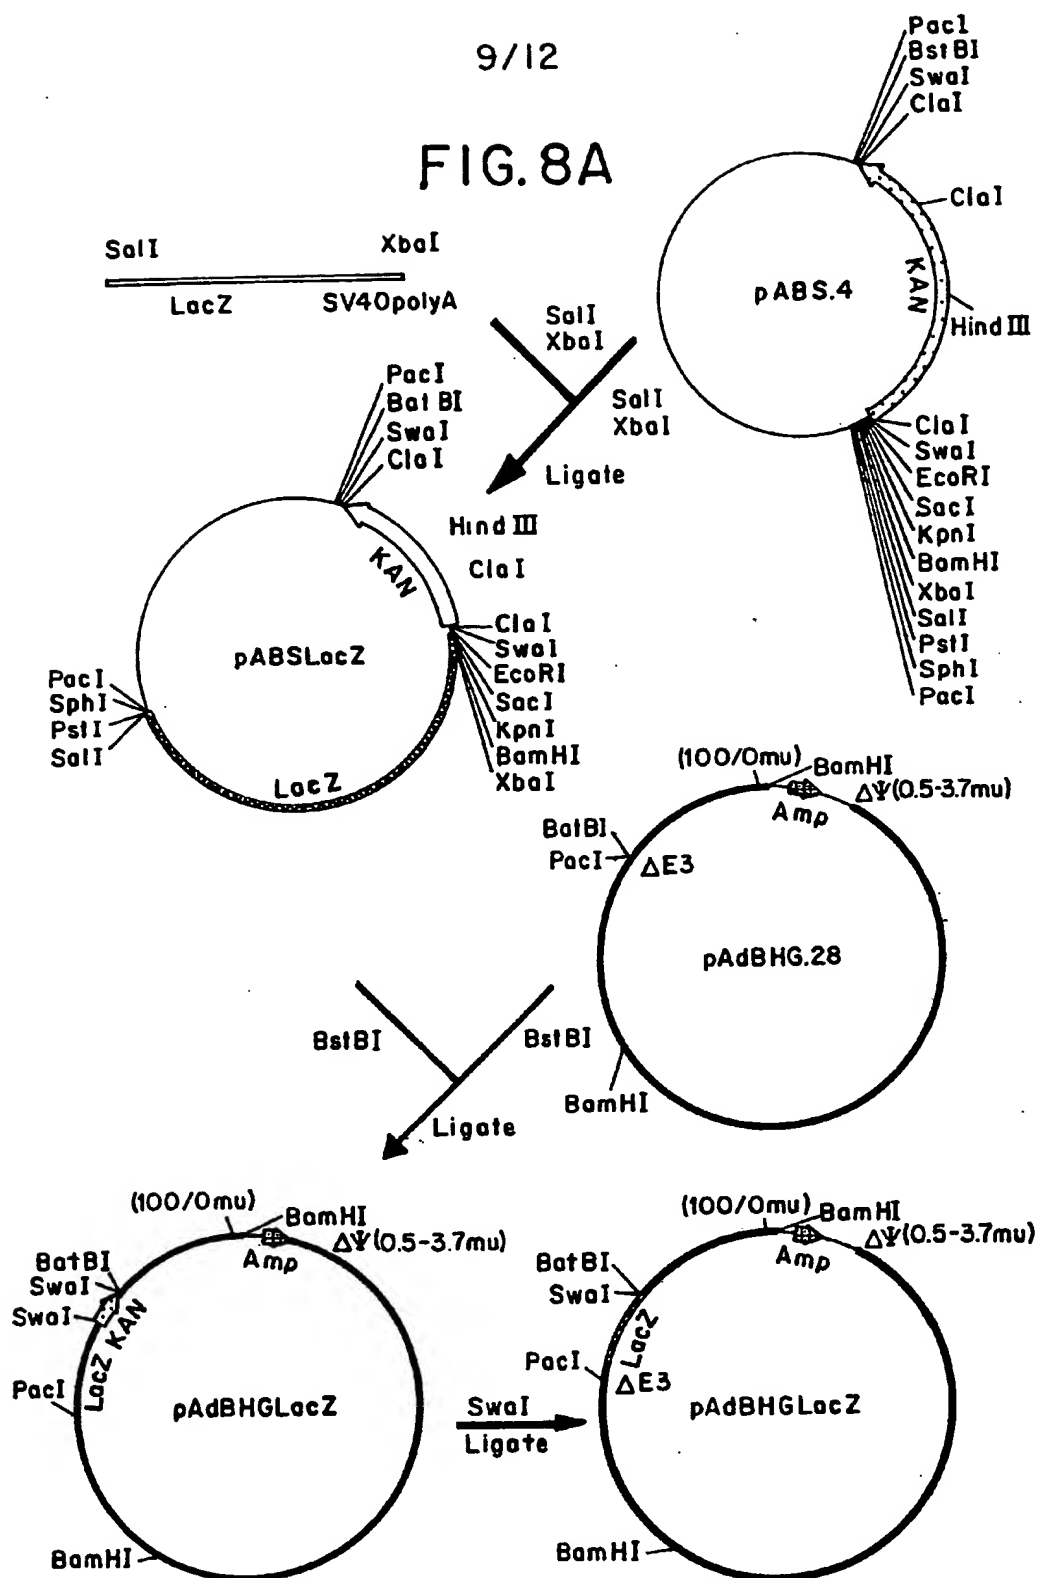 9/12
FIG. 8A
PacI
BstBI
SwaI
ClaI
ClaI
KAN
pABS.4
Hind III
ClaI
SwaI
EcoRI
SacI
KpnI
BamHI
XbaI
SalI
PstI
SphI
PacI
SalI
XbaI
LacZ
SV40polyA
SalI
XbaI
SalI
XbaI
Ligate
PacI
BatBI
SwaI
ClaI
Hind III
KAN
ClaI
pABSLacZ
ClaI
SwaI
EcoRI
SacI
KpnI
BamHI
XbaI
PacI
SphI
PstI
SalI
LacZ
(100/0mu)
BamHI
ΔΨ(0.5-3.7mu)
Amp
BatBI
PacI
ΔE3
pAdBHG.28
BamHI
BstBI
BstBI
Ligate
(100/0mu)
BamHI
ΔΨ(0.5-3.7mu)
Amp
BatBI
SwaI
SwaI
KAN
LacZ
PacI
pAdBHGLacZ
BamHI
SwaI
Ligate
(100/0mu)
BamHI
ΔΨ(0.5-3.7mu)
Amp
BatBI
SwaI
LacZ
PacI
ΔE3
pAdBHGLacZ
BamHI